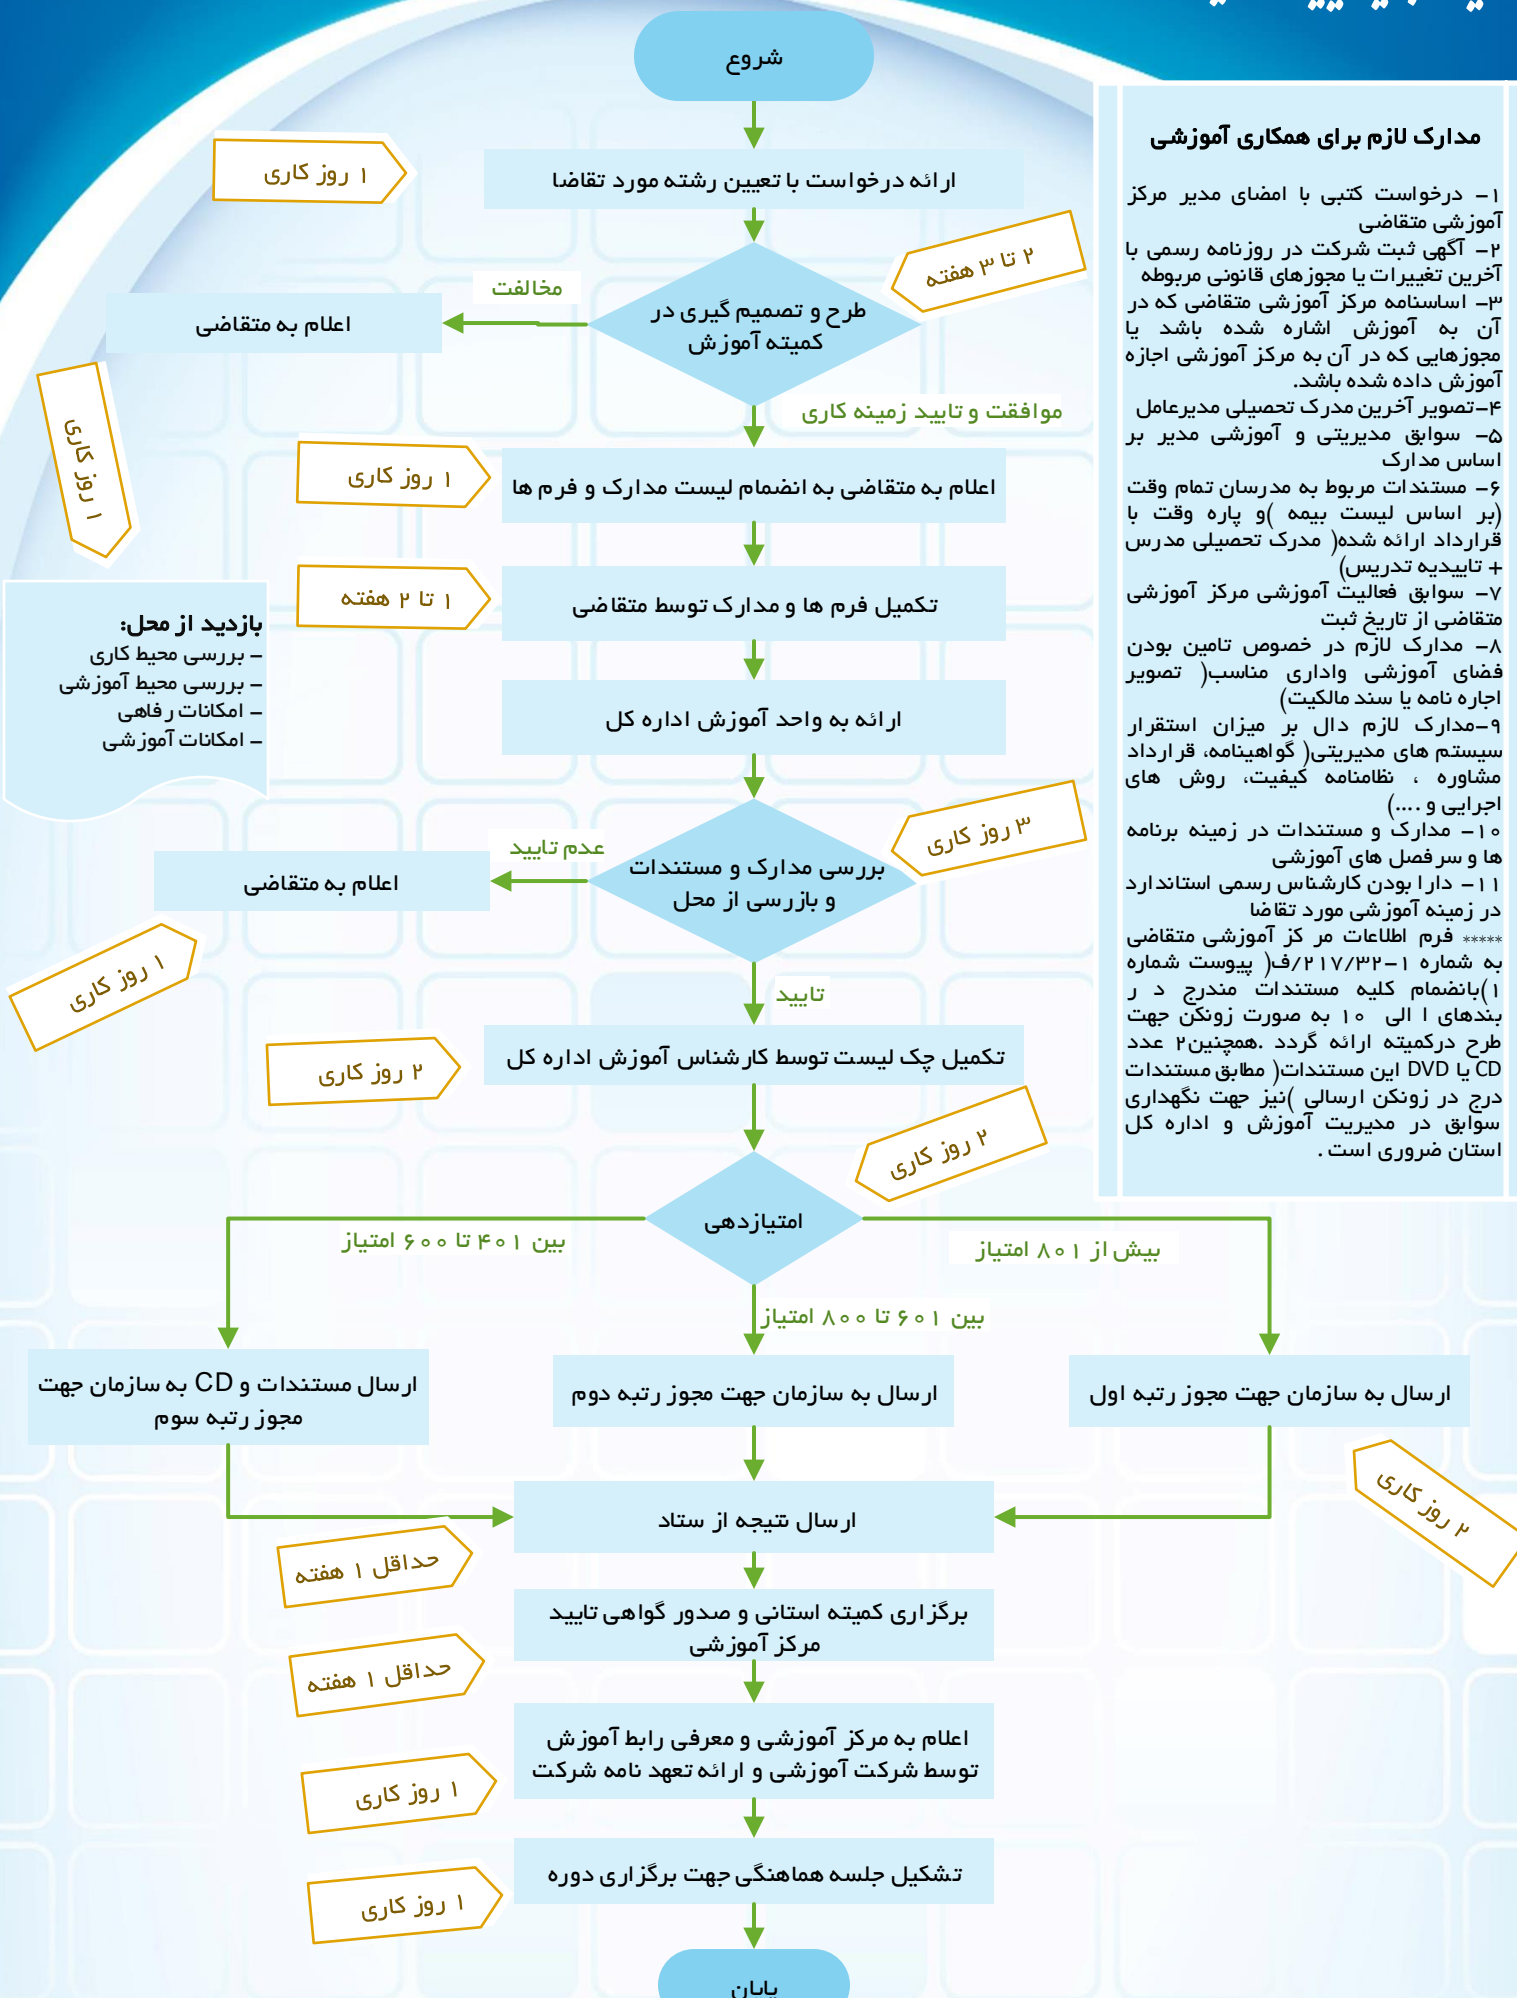 شروع
۱ روز کاری
ارائه درخواست با تعیین رشته مورد تقاضا
۲ تا ۳ هفته
طرح و تصمیم گیری در
کمیته آموزش
مخالفت
اعلام به متقاضی
۱ روز کاری
موافقت و تایید زمینه کاری
۱ روز کاری
اعلام به متقاضی به انضمام لیست مدارک و فرم ها
۱ تا ۲ هفته
تکمیل فرم ها و مدارک توسط متقاضی
ارائه به واحد آموزش اداره کل
بازدید از محل:
– بررسی محیط کاری
– بررسی محیط آموزشی
– امکانات رفاهی
– امکانات آموزشی
۳ روز کاری
بررسی مدارک و مستندات
و بازرسی از محل
عدم تایید
اعلام به متقاضی
۱ روز کاری
تایید
۲ روز کاری
تکمیل چک لیست توسط کارشناس آموزش اداره کل
۲ روز کاری
امتیازدهی
بیش از ۸۰۱ امتیاز
بین ۶۰۱ تا ۸۰۰ امتیاز
بین ۴۰۱ تا ۶۰۰ امتیاز
ارسال به سازمان جهت مجوز رتبه اول
ارسال به سازمان جهت مجوز رتبه دوم
ارسال مستندات و CD به سازمان جهت
مجوز رتبه سوم
۲ روز کاری
ارسال نتیجه از ستاد
حداقل ۱ هفته
برگزاری کمیته استانی و صدور گواهی تایید
مرکز آموزشی
حداقل ۱ هفته
اعلام به مرکز آموزشی و معرفی رابط آموزش
توسط شرکت آموزشی و ارائه تعهد نامه شرکت
۱ روز کاری
تشکیل جلسه هماهنگی جهت برگزاری دوره
۱ روز کاری
پایان
مدارک لازم برای همکاری آموزشی
۱– درخواست کتبی با امضای مدیر مرکز
آموزشی متقاضی
۲– آگهی ثبت شرکت در روزنامه رسمی با
آخرین تغییرات یا مجوزهای قانونی مربوطه
۳– اساسنامه مرکز آموزشی متقاضی که در
آن به آموزش اشاره شده باشد یا
مجوزهایی که در آن به مرکز آموزشی اجازه
آموزش داده شده باشد.
۴–تصویر آخرین مدرک تحصیلی مدیرعامل
۵– سوابق مدیریتی و آموزشی مدیر بر
اساس مدارک
۶– مستندات مربوط به مدرسان تمام وقت
(بر اساس لیست بیمه )و پاره وقت با
قرارداد ارائه شده( مدرک تحصیلی مدرس
+ تاییدیه تدریس)
۷– سوابق فعالیت آموزشی مرکز آموزشی
متقاضی از تاریخ ثبت
۸– مدارک لازم در خصوص تامین بودن
فضای آموزشی واداری مناسب( تصویر
اجاره نامه یا سند مالکیت)
۹–مدارک لازم دال بر میزان استقرار
سیستم های مدیریتی( گواهینامه، قرارداد
مشاوره ، نظامنامه کیفیت، روش های
اجرایی و ....)
۱۰– مدارک و مستندات در زمینه برنامه
ها و سرفصل های آموزشی
۱۱– دارا بودن کارشناس رسمی استاندارد
در زمینه آموزشی مورد تقاضا
***** فرم اطلاعات مر کز آموزشی متقاضی
به شماره ۱–۲۱۷/۳۲/ف( پیوست شماره
۱)بانضمام کلیه مستندات مندرج د ر
بندهای ۱ الی ۱۰ به صورت زونکن جهت
طرح درکمیته ارائه گردد .همچنین۲ عدد
CD یا DVD این مستندات( مطابق مستندات
درج در زونکن ارسالی )نیز جهت نگهداری
سوابق در مدیریت آموزش و اداره کل
استان ضروری است .